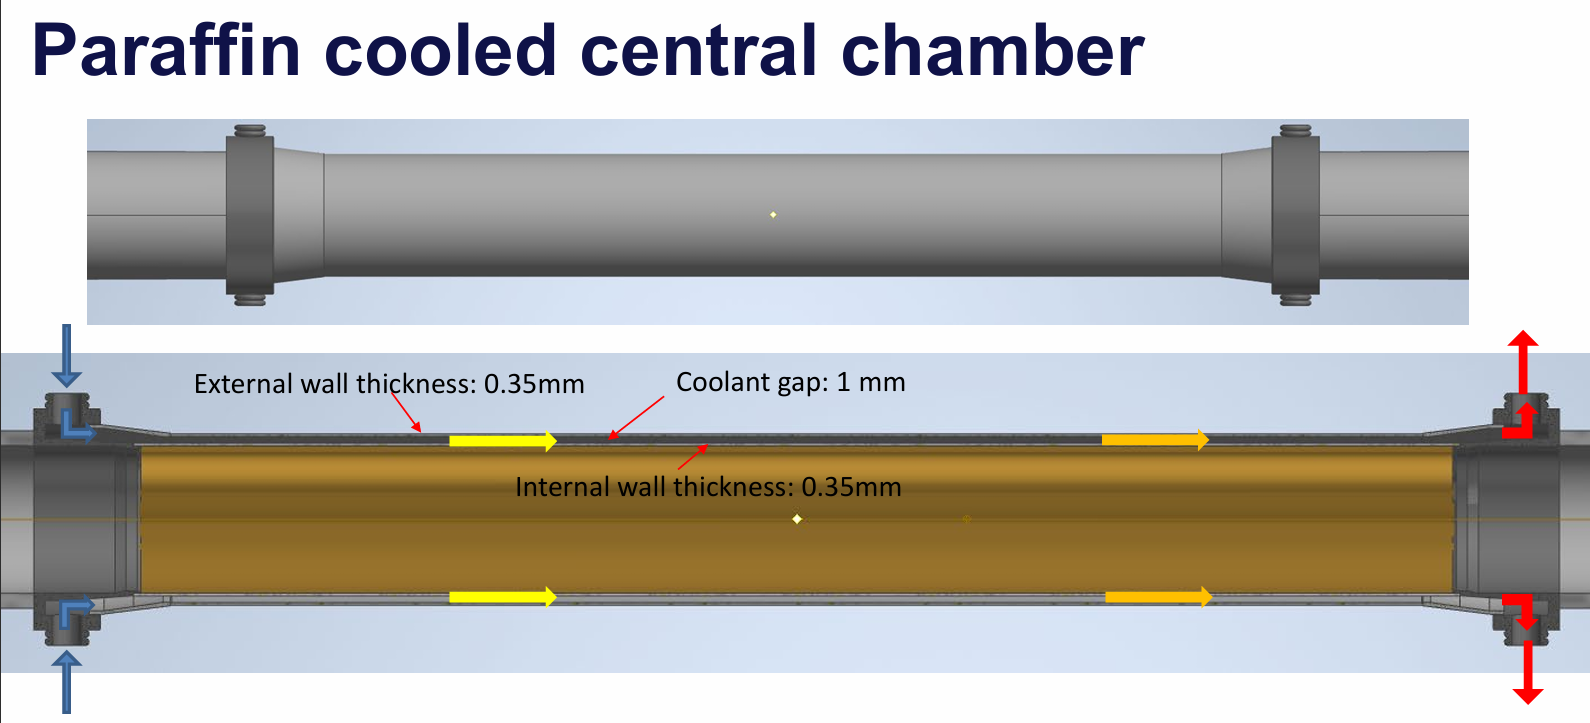 Paraffin cooled central chamber
External wall thickness: 0.35mm
Coolant gap: 1 mm
Internal wall thickness: 0.35mm